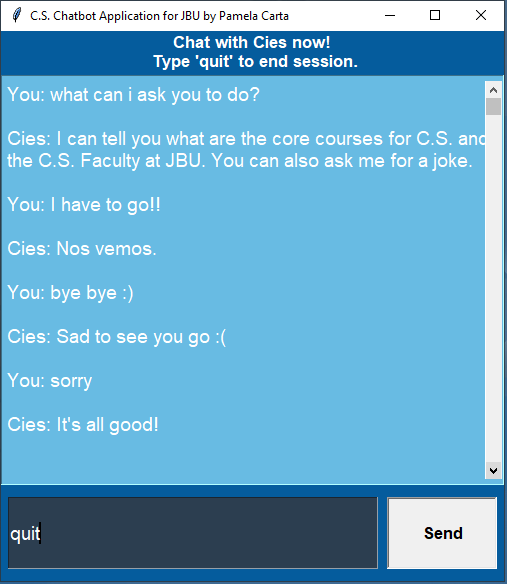 C.S. Chatbot Application for JBU by Pamela Carta
Chat with Cies now!
Type 'quit' to end session.
You: what can i ask you to do?
Cies: I can tell you what are the core courses for C.S. and
the C.S. Faculty at JBU. You can also ask me for a joke.
You: I have to go!!
Cies: Nos vemos.
You: bye bye :)
Cies: Sad to see you go :(
You: sorry
Cies: It's all good!
quit
Send